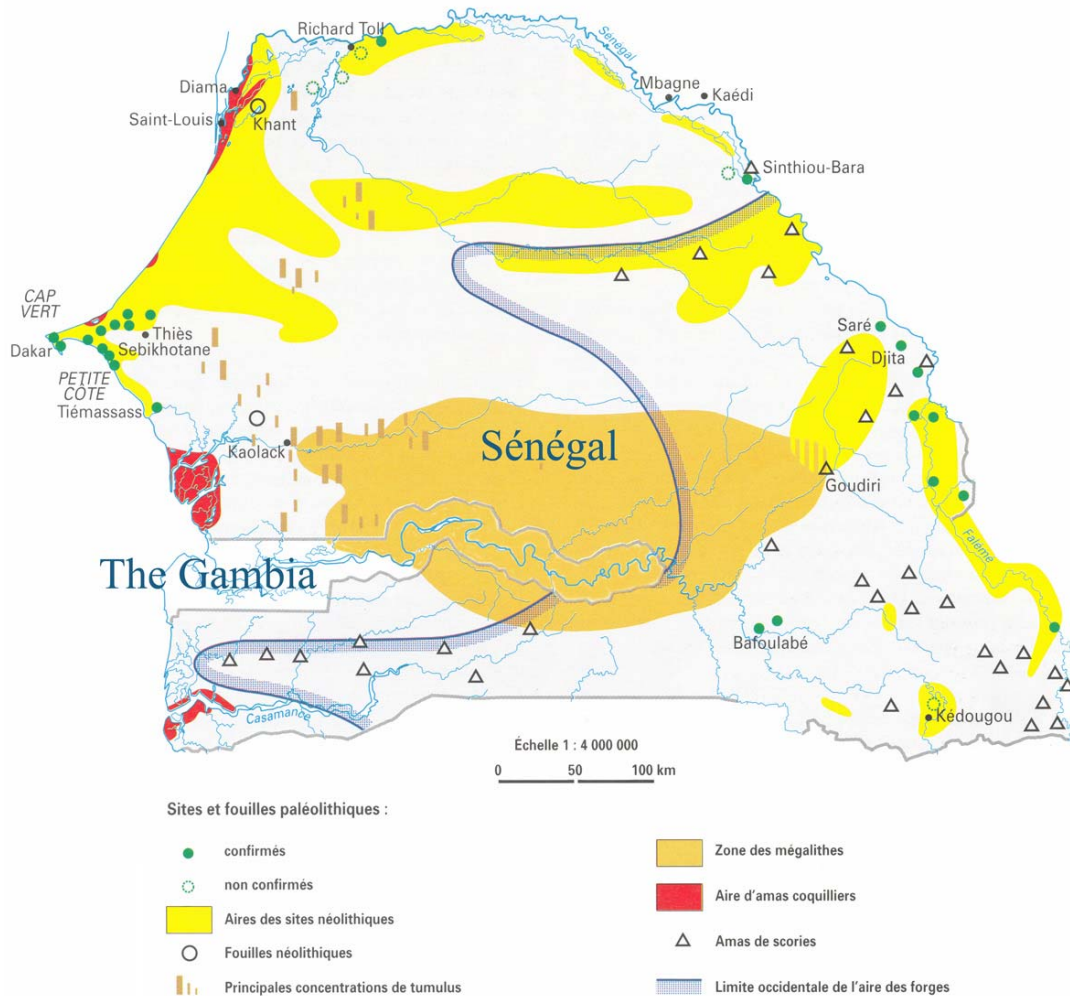 Richard Toll
Sénégal
Diama
Mbagne
Kaédi
Saint-Louis
Khant
Sinthiou-Bara
CAP
VERT
Thiès
Saré
Dakar
Sebikhotane
Djita
PETITE
CÔTE
Tiémassass
Kaolack
Sénégal
Goudiri
The Gambia
Falémé
Bafoulabé
Casamance
Kédougou
Échelle 1 : 4 000 000
0 50 100 km
Sites et fouilles paléolithiques :
confirmés
non confirmés
Aires des sites néolithiques
Fouilles néolithiques
Principales concentrations de tumulus
Zone des mégalithes
Aire d'amas coquilliers
Amas de scories
Limite occidentale de l'aire des forges